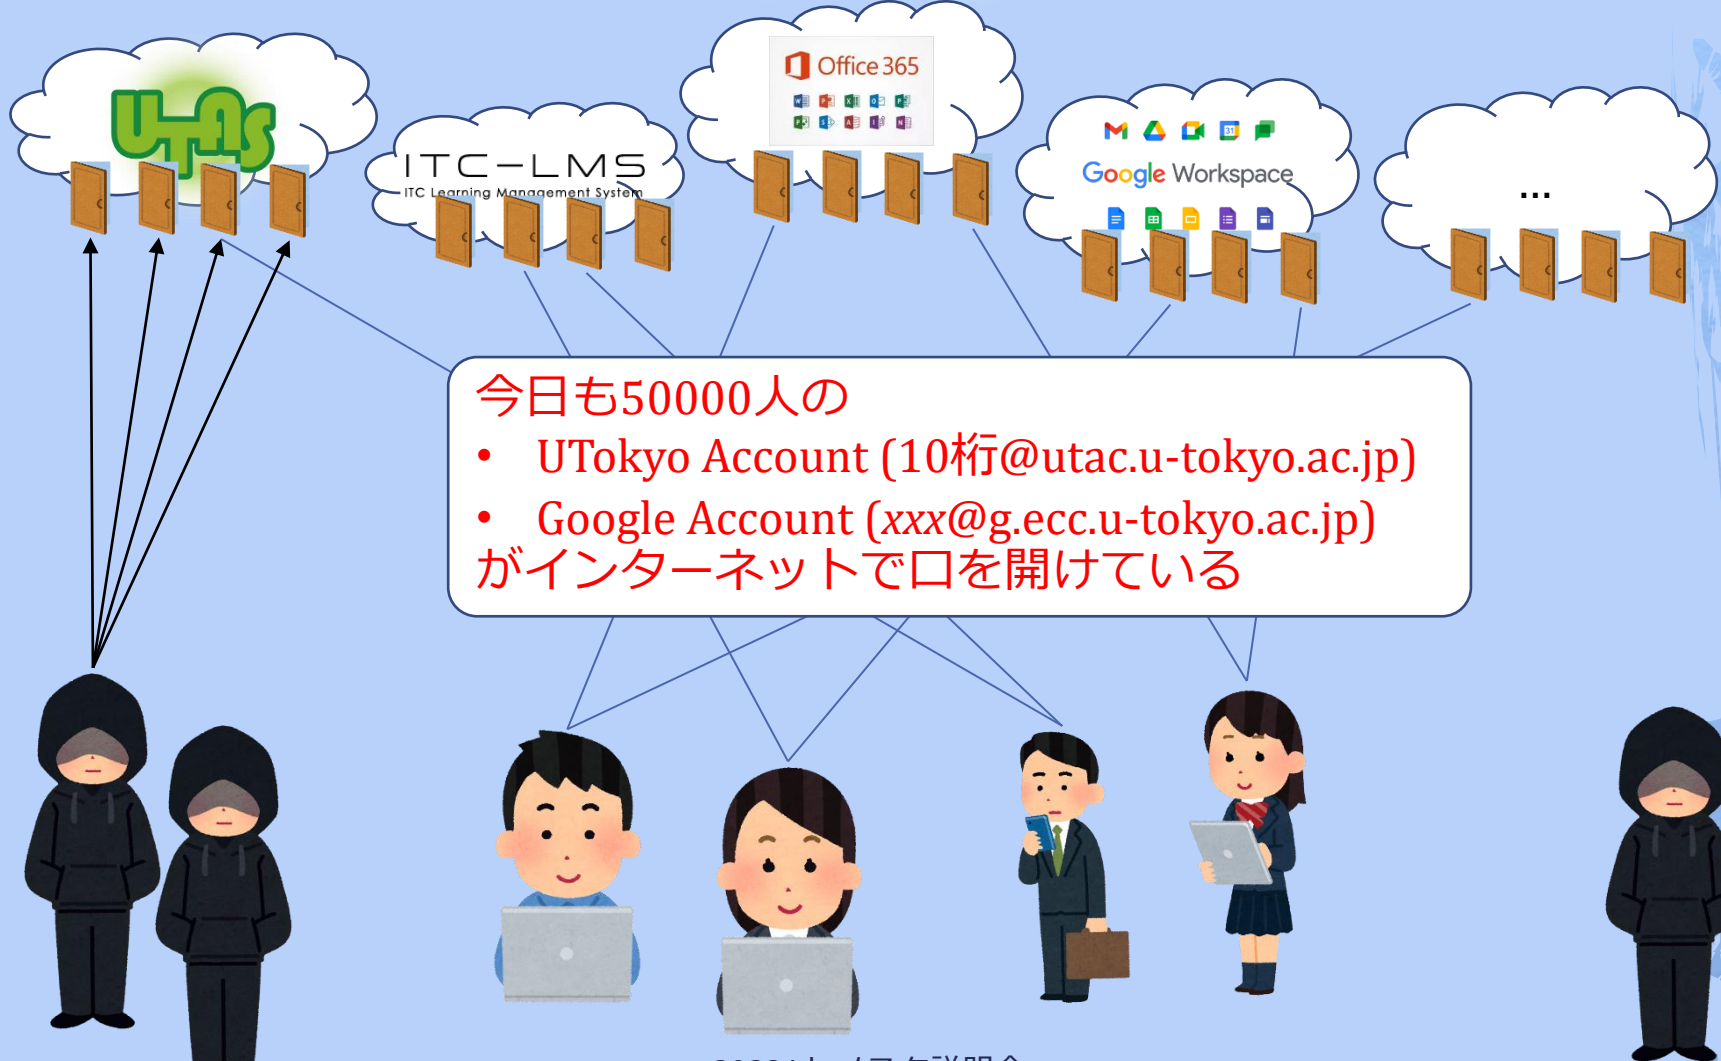 UTAS
Office 365
ITC-LMS
ITC Learning Management System
31
Google Workspace
...
今日も50000人の
• UTokyo Account (10桁@utac.u-tokyo.ac.jp)
• Google Account (xxx@g.ecc.u-tokyo.ac.jp)
がインターネットで口を開けている